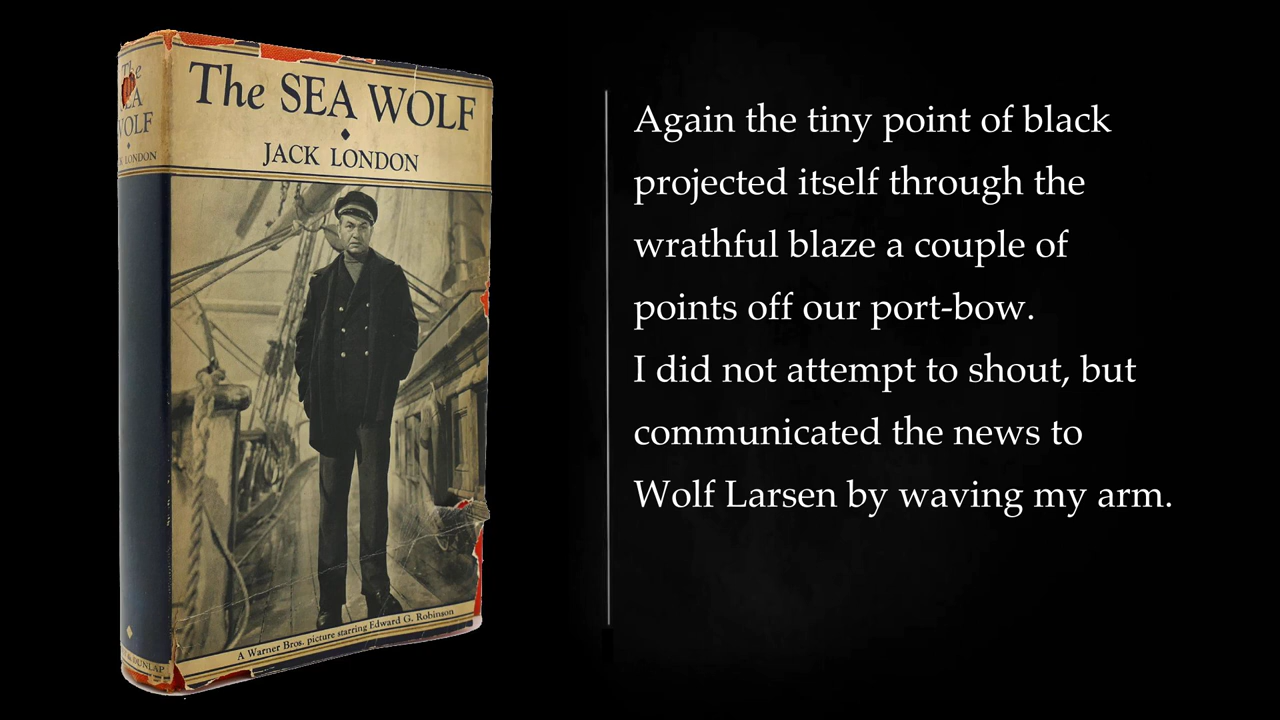 The
SEA
WOLF
K LONDON
DUNLAP
The SEA WOLF
JACK LONDON
A Warner Bros. picture starring Edward G. Robinson
Again the tiny point of black
projected itself through the
wrathful blaze a couple of
points off our port-bow.
I did not attempt to shout, but
communicated the news to
Wolf Larsen by waving my arm.